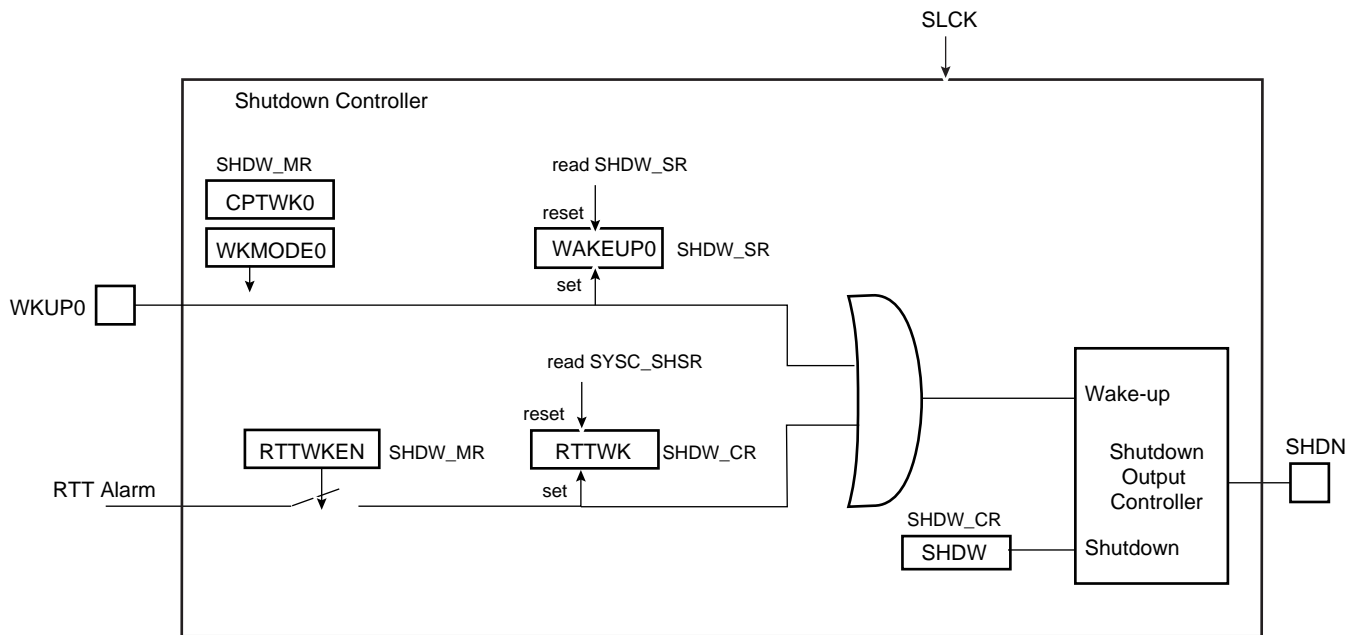 SLCK
Shutdown Controller
SHDW_MR
CPTWK0
WKMODE0
read SHDW_SR
reset
WAKEUP0
SHDW_SR
set
WKUP0
read SYSC_SHSR
reset
RTTWKEN
SHDW_MR
RTTWK
SHDW_CR
set
RTT Alarm
Wake-up
Shutdown
Output
Controller
SHDN
SHDW_CR
SHDW
Shutdown